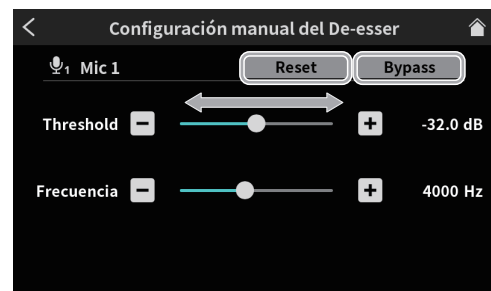 Configuración manual del De-esser
1 Mic 1 Reset Bypass
Threshold - + -32.0 dB
Frecuencia - + 4000 Hz